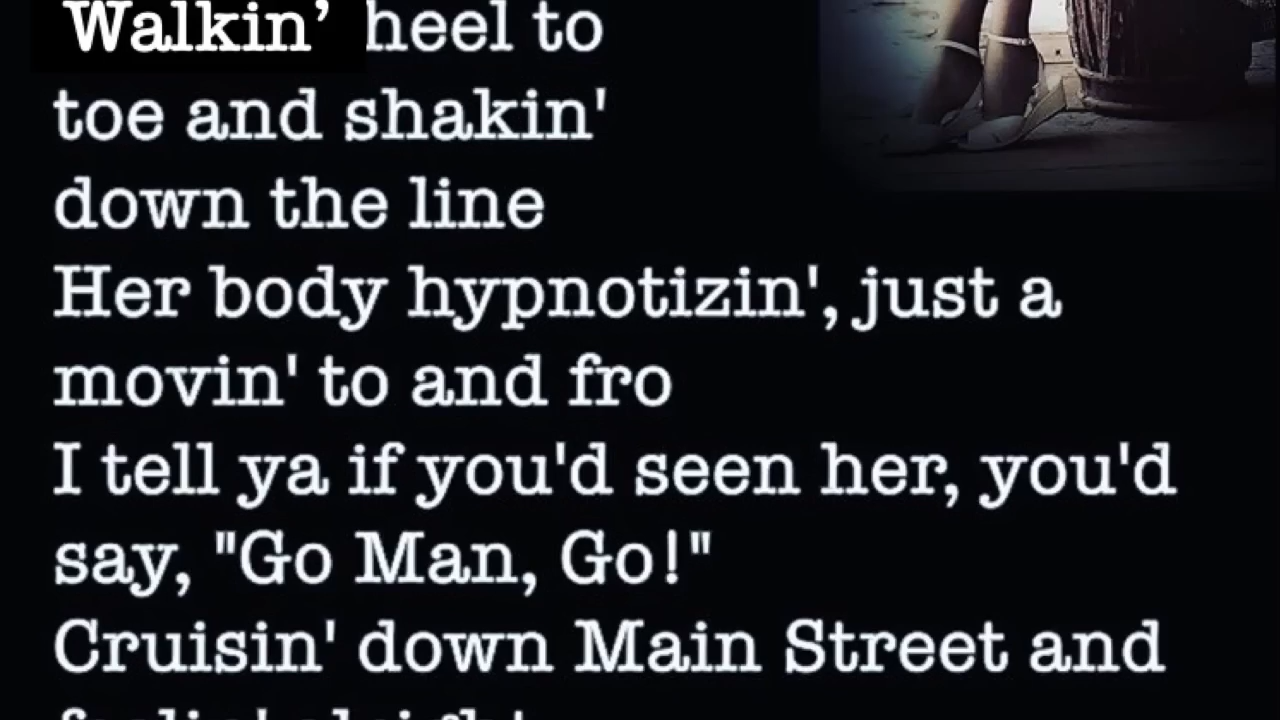 Walkin’ heel to
toe and shakin'
down the line
Her body hypnotizin', just a
movin' to and fro
I tell ya if you'd seen her, you'd
say, "Go Man, Go!"
Cruisin' down Main Street and